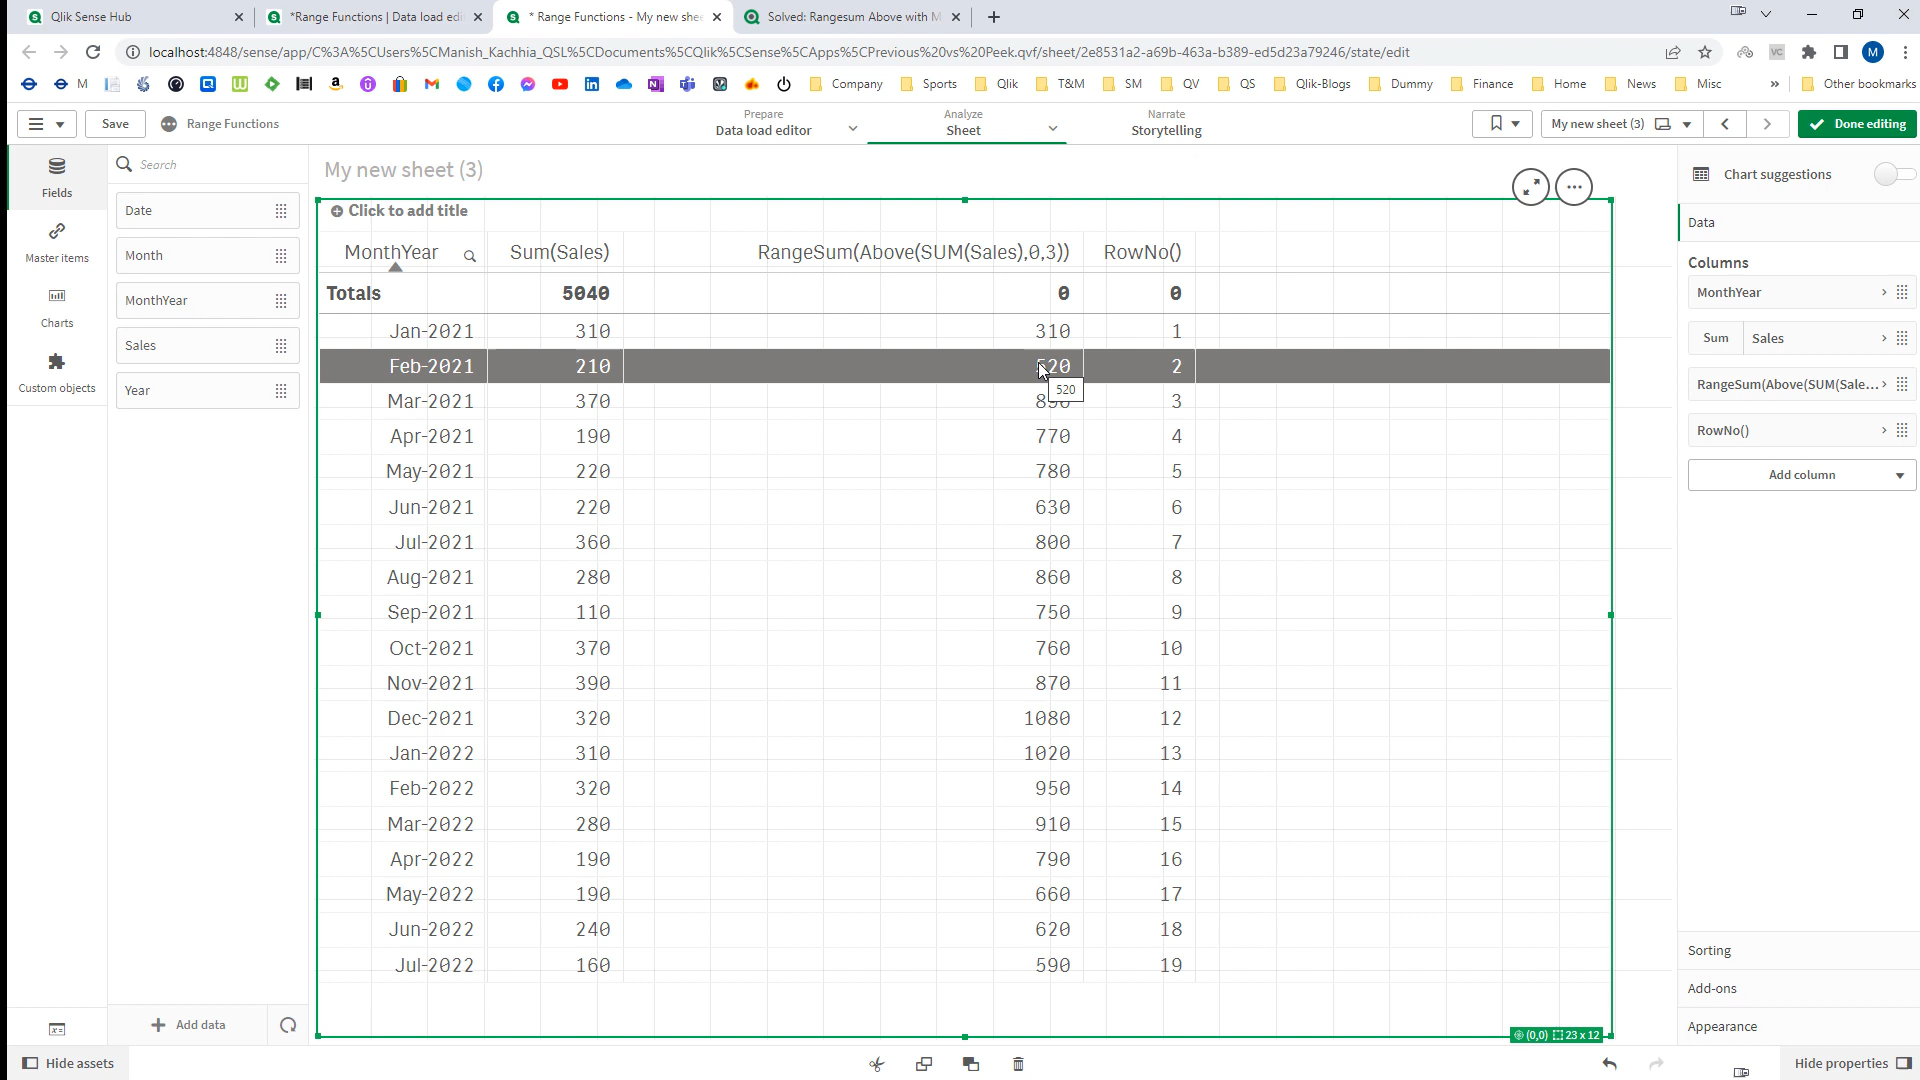 Qlik Sense Hub
*Range Functions | Data load edi
* Range Functions - My new shee
Solved: Rangesum Above with M
localhost:4848/sense/app/C%3A%5CUsers%5CManish_Kachhia_QSL%5CDocuments%5CQlik%5CSense%5CApps%5CPrevious%20vs%20Peek.qvf/sheet/2e8531a2-a69b-463a-b389-ed5d23a79246/state/edit
M Company Sports Qlik T&M SM QV QS Qlik-Blogs Dummy Finance Home News Misc » Other bookmarks
Save Range Functions
Prepare
Data load editor
Analyze
Sheet
Narrate
Storytelling
My new sheet (3)
Done editing
Fields
Master items
Charts
Custom objects
Search
Date
Month
MonthYear
Sales
Year
Add data
Hide assets
My new sheet (3)
Click to add title
MonthYear Sum(Sales) RangeSum(Above(SUM(Sales),0,3)) RowNo()
Totals 5040 0 0
Jan-2021 310 310 1
Feb-2021 210 520 2
520
Mar-2021 370 890 3
Apr-2021 190 770 4
May-2021 220 780 5
Jun-2021 220 630 6
Jul-2021 360 800 7
Aug-2021 280 860 8
Sep-2021 110 750 9
Oct-2021 370 760 10
Nov-2021 390 870 11
Dec-2021 320 1080 12
Jan-2022 310 1020 13
Feb-2022 320 950 14
Mar-2022 280 910 15
Apr-2022 190 790 16
May-2022 190 660 17
Jun-2022 240 620 18
Jul-2022 160 590 19
(0,0) 23 x 12
Chart suggestions
Data
Columns
MonthYear
Sum Sales
RangeSum(Above(SUM(Sale...
RowNo()
Add column
Sorting
Add-ons
Appearance
Hide properties